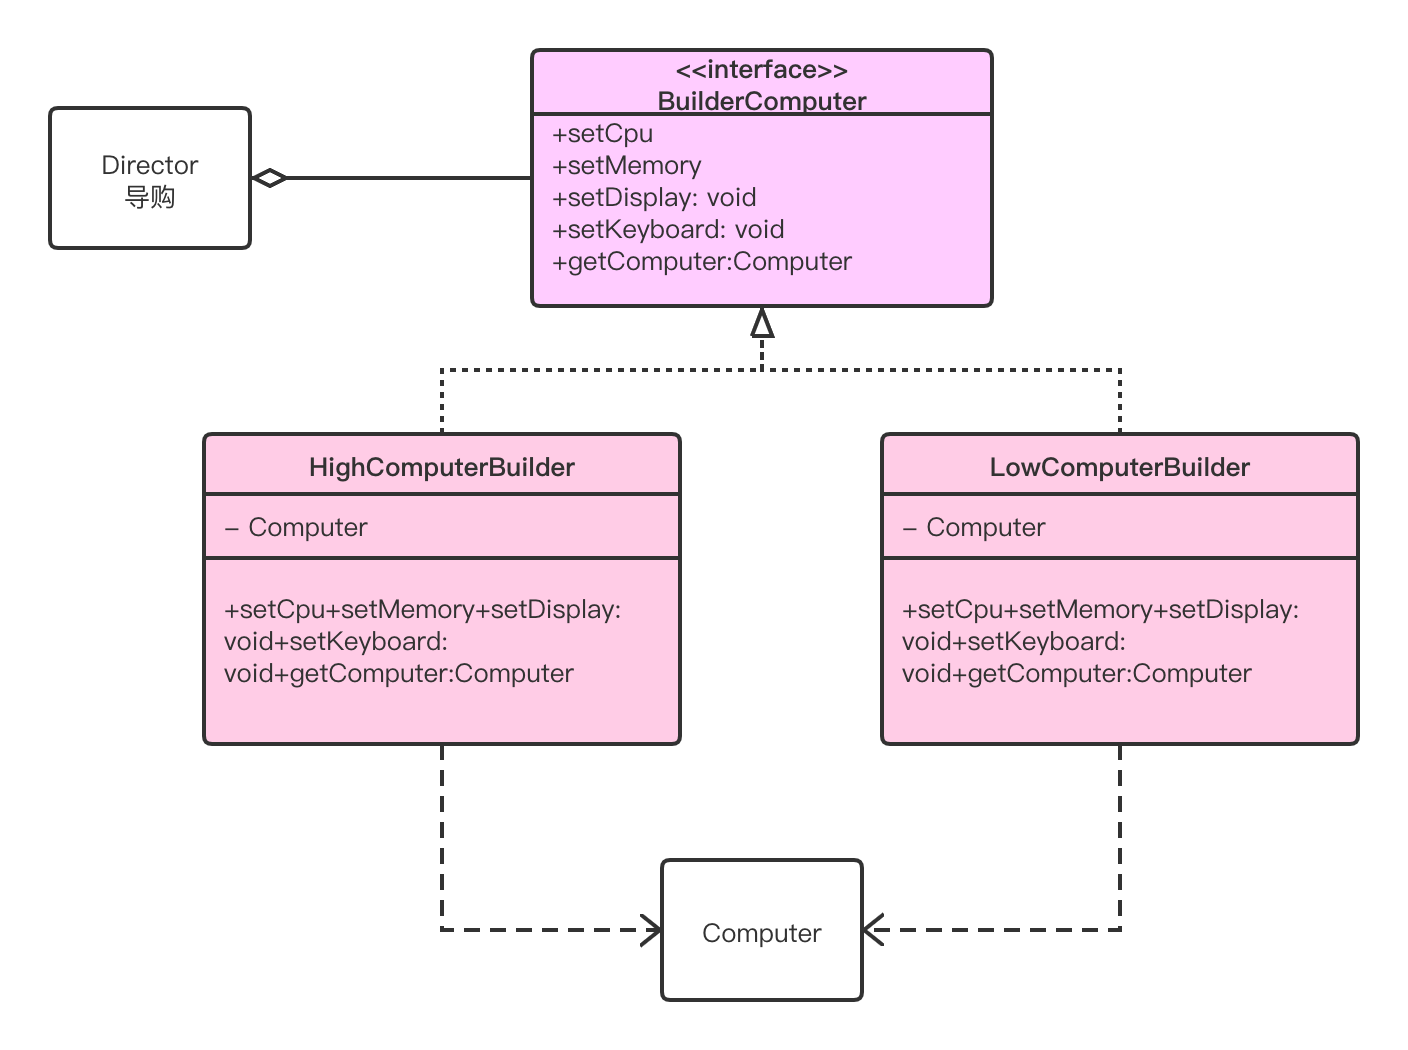 <<interface>>
BuilderComputer
+setCpu
+setMemory
+setDisplay: void
+setKeyboard: void
+getComputer:Computer
Director
导购
HighComputerBuilder
– Computer
+setCpu+setMemory+setDisplay:
void+setKeyboard:
void+getComputer:Computer
LowComputerBuilder
– Computer
+setCpu+setMemory+setDisplay:
void+setKeyboard:
void+getComputer:Computer
Computer